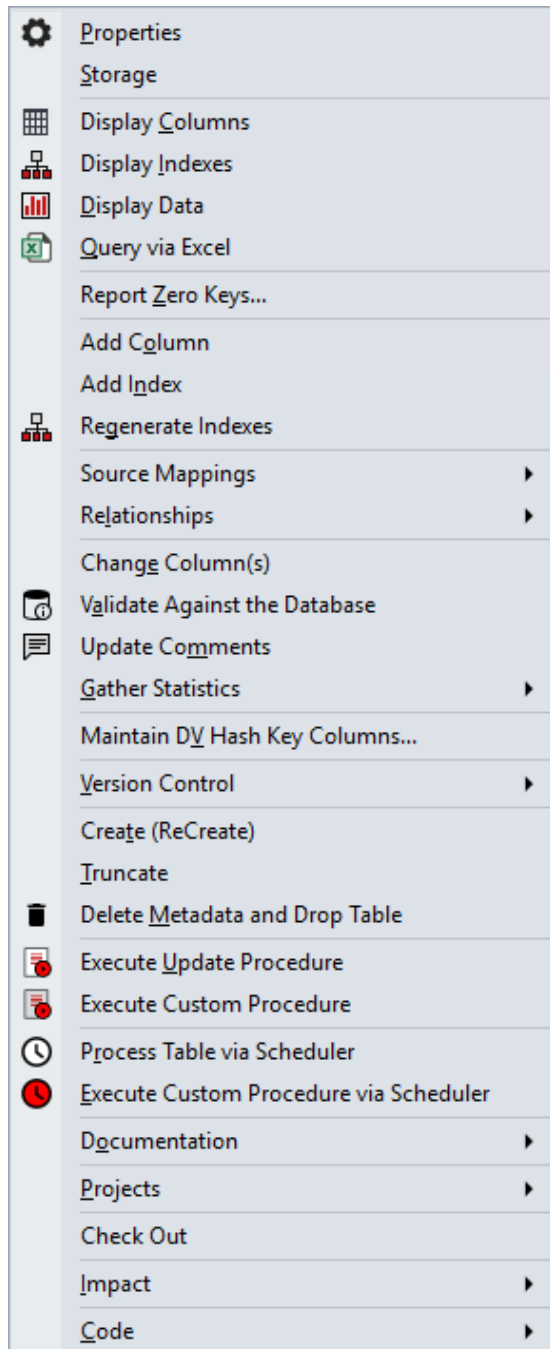 Properties
Storage
Display Columns
Display Indexes
Display Data
Query via Excel
Report Zero Keys...
Add Column
Add Index
Regenerate Indexes
Source Mappings
Relationships
Change Column(s)
Validate Against the Database
Update Comments
Gather Statistics
Maintain DV Hash Key Columns...
Version Control
Create (ReCreate)
Truncate
Delete Metadata and Drop Table
Execute Update Procedure
Execute Custom Procedure
Process Table via Scheduler
Execute Custom Procedure via Scheduler
Documentation
Projects
Check Out
Impact
Code